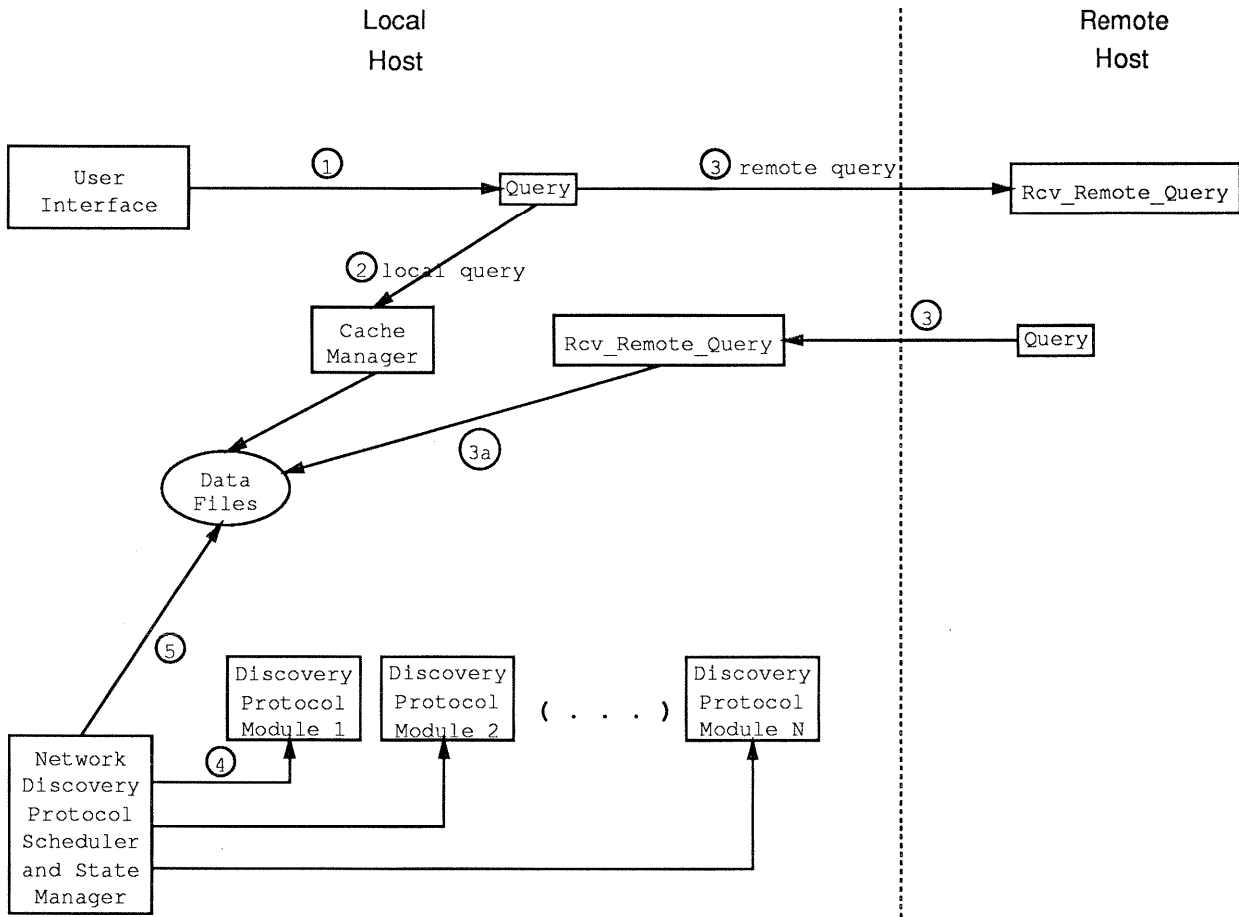 Local
Host
Remote
Host
User
Interface
1
Query
3 remote query
Rcv_Remote_Query
2 local query
Cache
Manager
Rcv_Remote_Query
3
Query
3a
Data
Files
5
Discovery
Protocol
Module 1
Discovery
Protocol
Module 2
( . . . )
Discovery
Protocol
Module N
4
Network
Discovery
Protocol
Scheduler
and State
Manager